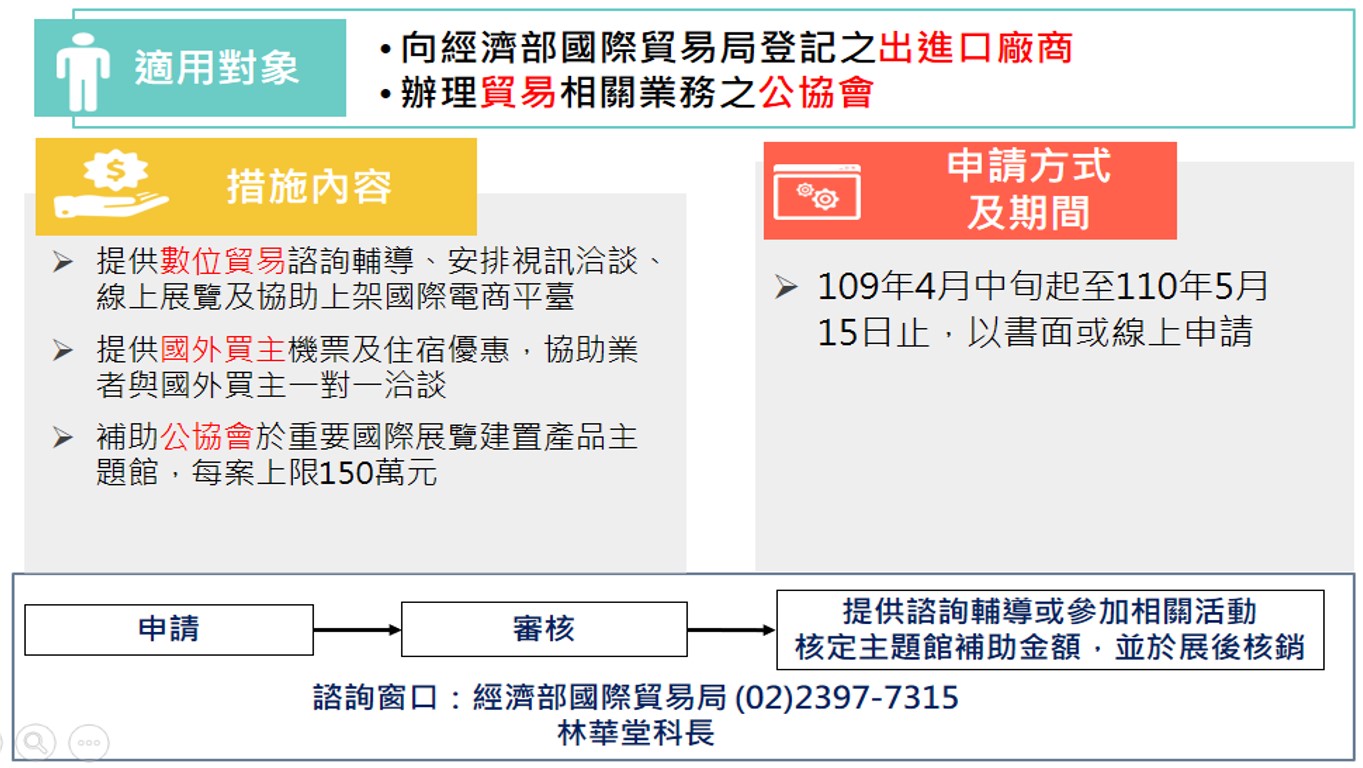 適用對象
•向經濟部國際貿易局登記之出進口廠商
•辦理貿易相關業務之公協會
措施內容
➢ 提供數位貿易諮詢輔導、安排視訊洽談、
線上展覽及協助上架國際電商平臺
➢ 提供國外買主機票及住宿優惠，協助業
者與國外買主一對一洽談
➢ 補助公協會於重要國際展覽建置產品主
題館，每案上限150萬元
申請方式
及期間
➢ 109年4月中旬起至110年5月
15日止，以書面或線上申請
申請
審核
提供諮詢輔導或參加相關活動
核定主題館補助金額，並於展後核銷
諮詢窗口：經濟部國際貿易局 (02)2397-7315
林華堂科長